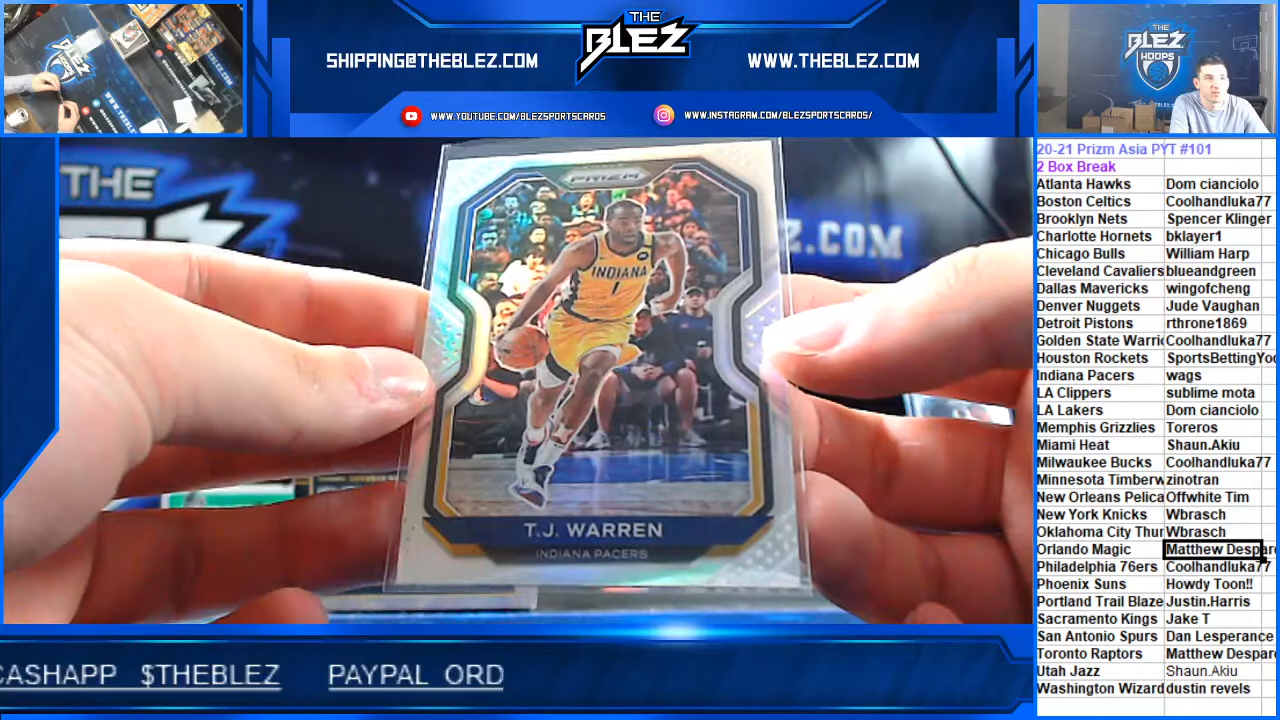 THE
BLEZ
SHIPPING@THEBLEZ.COM
WWW.THEBLEZ.COM
WWW.YOUTUBE.COM/BLEZSPORTSCARDS
WWW.INSTAGRAM.COM/BLEZSPORTSCARDS/
THE
BLEZ
HOOPS
THE
Z.COM
PRIZM
INDIANA
1
T.J. WARREN
INDIANA PACERS
20-21 Prizm Asia PYT #101
2 Box Break
Atlanta Hawks Dom cianciolo
Boston Celtics Coolhandluka77
Brooklyn Nets Spencer Klinger
Charlotte Hornets bklayer1
Chicago Bulls William Harp
Cleveland Cavaliers blueandgreen
Dallas Mavericks wingofcheng
Denver Nuggets Jude Vaughan
Detroit Pistons rthrone1869
Golden State Warri Coolhandluka77
Houston Rockets SportsBettingYo
Indiana Pacers wags
LA Clippers sublime mota
LA Lakers Dom cianciolo
Memphis Grizzlies Toreros
Miami Heat Shaun.Akiu
Milwaukee Bucks Coolhandluka77
Minnesota Timberw zinotran
New Orleans Pelica Offwhite Tim
New York Knicks Wbrasch
Oklahoma City Thu Wbrasch
Orlando Magic Matthew Despar
Philadelphia 76ers Coolhandluka77
Phoenix Suns Howdy Toon!!
Portland Trail Blaze Justin.Harris
Sacramento Kings Jake T
San Antonio Spurs Dan Lesperance
Toronto Raptors Matthew Despar
Utah Jazz Shaun.Akiu
Washington Wizard dustin revels
CASHAPP $THEBLEZ PAYPAL ORD